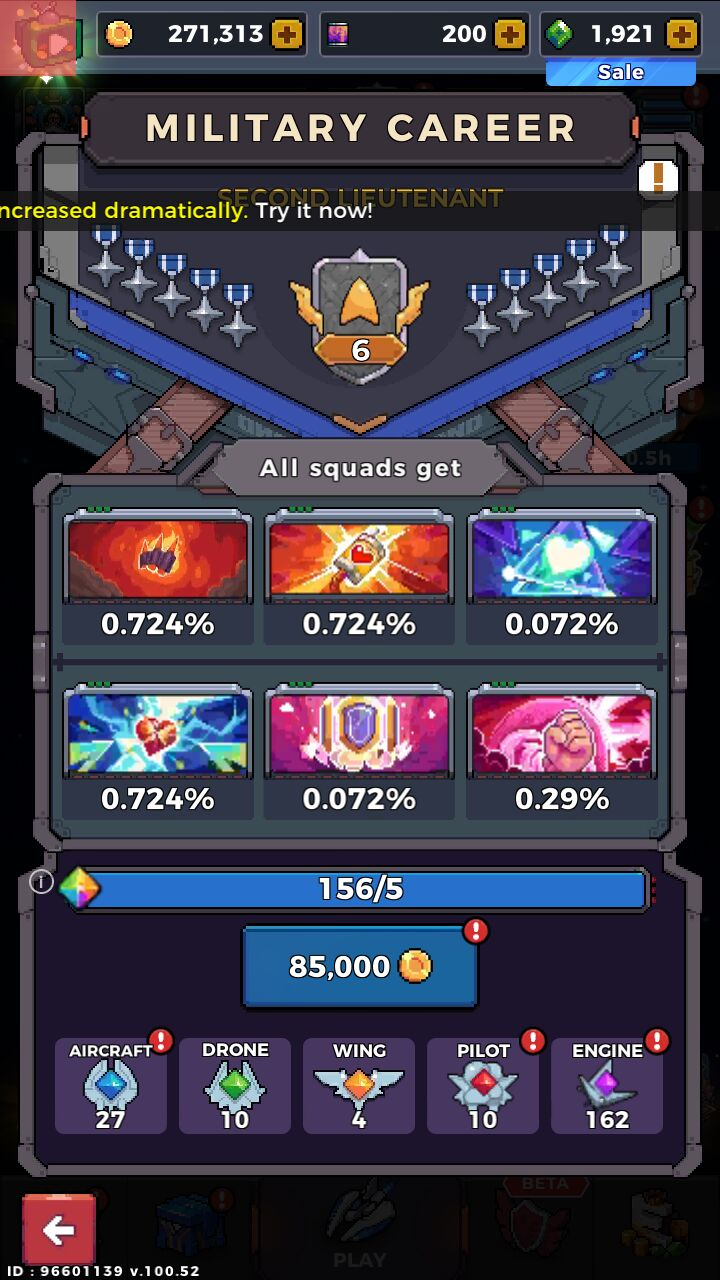 271,313
200
1,921
Sale
MILITARY CAREER
SECOND LIEUTENANT
ncreased dramatically. Try it now!
6
0.5h
All squads get
0.724%
0.724%
0.072%
0.724%
0.072%
0.29%
156/5
85,000
AIRCRAFT
DRONE
WING
PILOT
ENGINE
27
10
4
10
162
BETA
PLAY
ID : 96601139 v.100.52